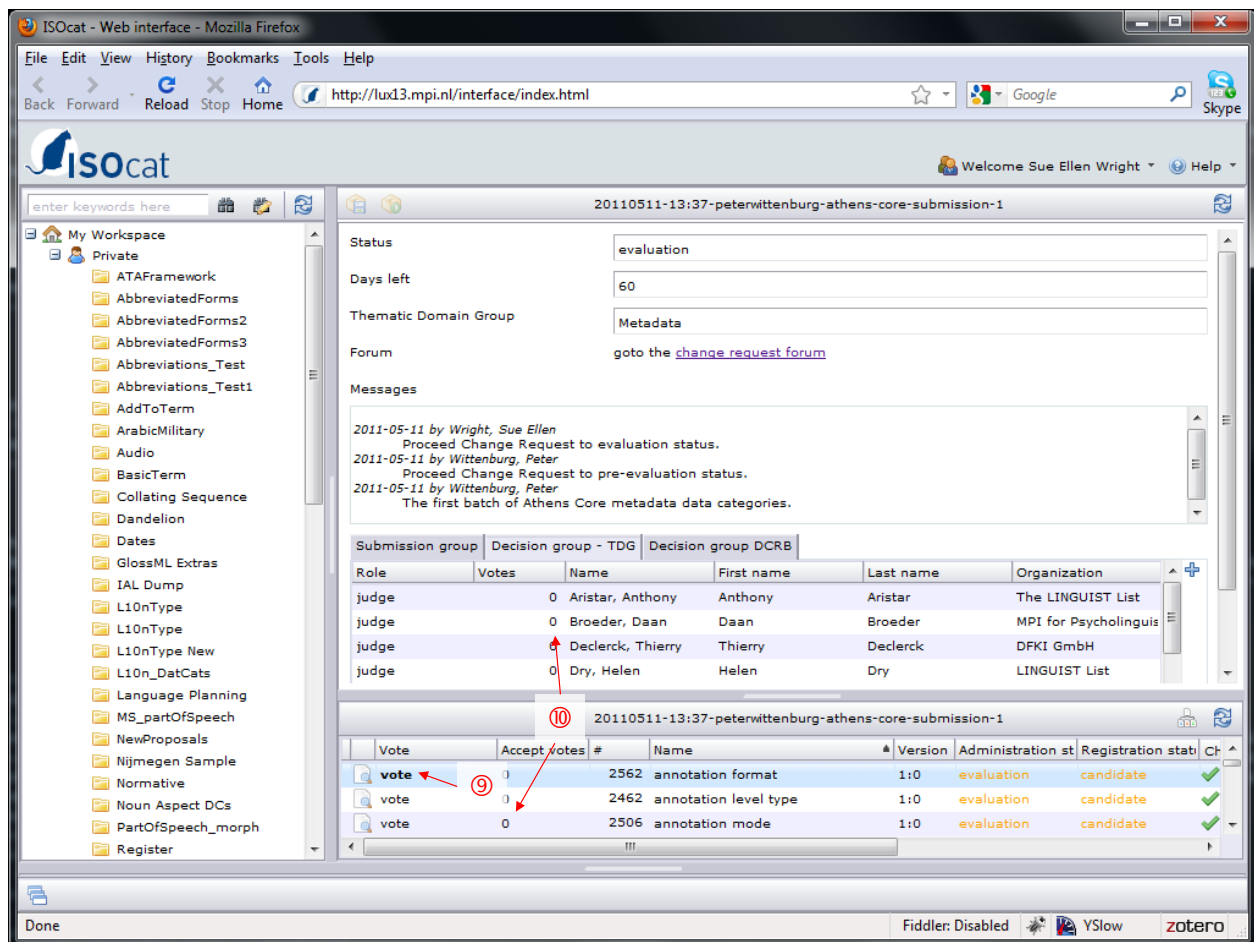 ISOcat - Web interface - Mozilla Firefox
File Edit View History Bookmarks Tools Help
Back Forward Reload Stop Home http://lux13.mpi.nl/interface/index.html Google Skype
ISOcat
Welcome Sue Ellen Wright Help
enter keywords here
My Workspace
Private
ATAFramework
AbbreviatedForms
AbbreviatedForms2
AbbreviatedForms3
Abbreviations_Test
Abbreviations_Test1
AddToTerm
ArabicMilitary
Audio
BasicTerm
Collating Sequence
Dandelion
Dates
GlossML Extras
IAL Dump
L10nType
L10nType
L10nType New
L10n_DatCats
Language Planning
MS_partOfSpeech
NewProposals
Nijmegen Sample
Normative
Noun Aspect DCs
PartOfSpeech_morph
Register
20110511-13:37-peterwittenburg-athens-core-submission-1
Status evaluation
Days left 60
Thematic Domain Group Metadata
Forum goto the change request forum
Messages
2011-05-11 by Wright, Sue Ellen
Proceed Change Request to evaluation status.
2011-05-11 by Wittenburg, Peter
Proceed Change Request to pre-evaluation status.
2011-05-11 by Wittenburg, Peter
The first batch of Athens Core metadata data categories.
Submission group Decision group - TDG Decision group DCRB
Role Votes Name First name Last name Organization
judge 0 Aristar, Anthony Anthony Aristar The LINGUIST List
judge 0 Broeder, Daan Daan Broeder MPI for Psycholinguis
judge 0 Declerck, Thierry Thierry Declerck DFKI GmbH
judge 0 Dry, Helen Helen Dry LINGUIST List
⑩
20110511-13:37-peterwittenburg-athens-core-submission-1
Vote Accept votes # Name Version Administration st Registration stat CH
vote 0 2562 annotation format 1:0 evaluation candidate
⑨
vote 0 2462 annotation level type 1:0 evaluation candidate
vote 0 2506 annotation mode 1:0 evaluation candidate
Done Fiddler: Disabled YSlow zotero